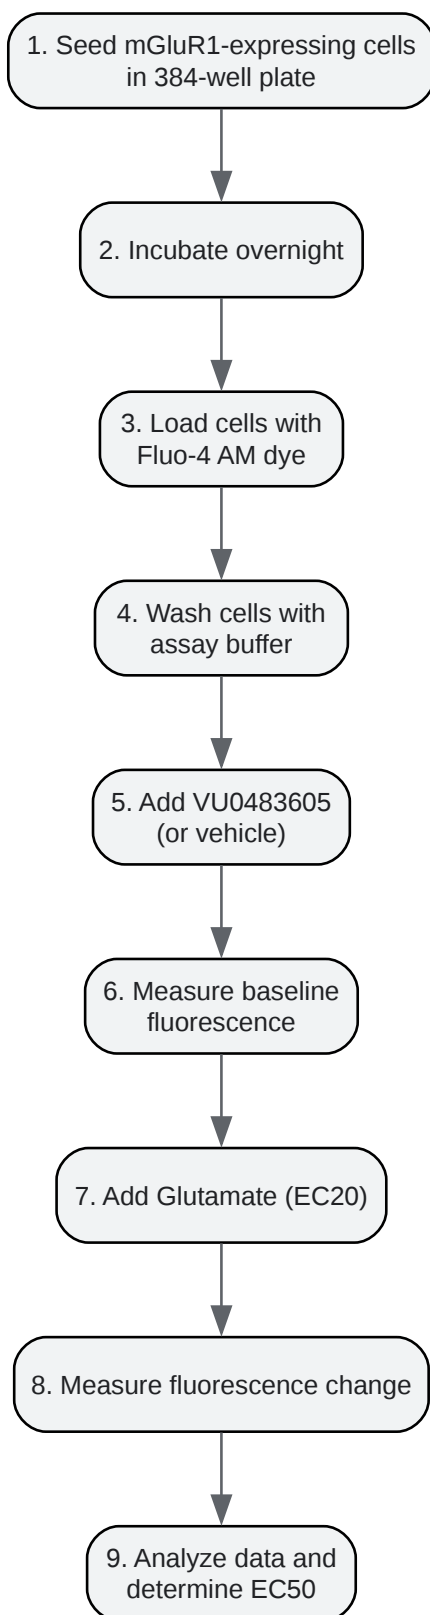 1. Seed mGluR1-expressing cells
in 384-well plate
2. Incubate overnight
3. Load cells with
Fluo-4 AM dye
4. Wash cells with
assay buffer
5. Add VU0483605
(or vehicle)
6. Measure baseline
fluorescence
7. Add Glutamate (EC20)
8. Measure fluorescence change
9. Analyze data and
determine EC50